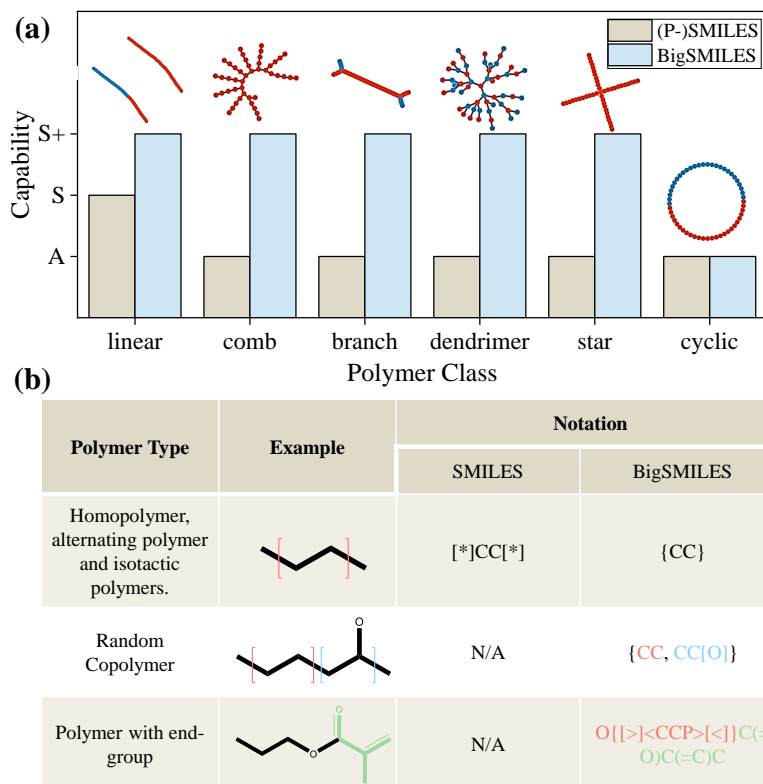 (a)
(P-)SMILES
BigSMILES
Capability
S+
S
A
linear comb branch dendrimer star cyclic
Polymer Class
(b)
Polymer Type Example Notation
SMILES BigSMILES
Homopolymer,
alternating polymer
and isotactic
polymers.
[*]CC[*] {CC}
O
Random
Copolymer
N/A {CC, CC[O]}
O
O
Polymer with end-
group
N/A
O{[>]<CCP>[<]}C(=
O)C(=C)C